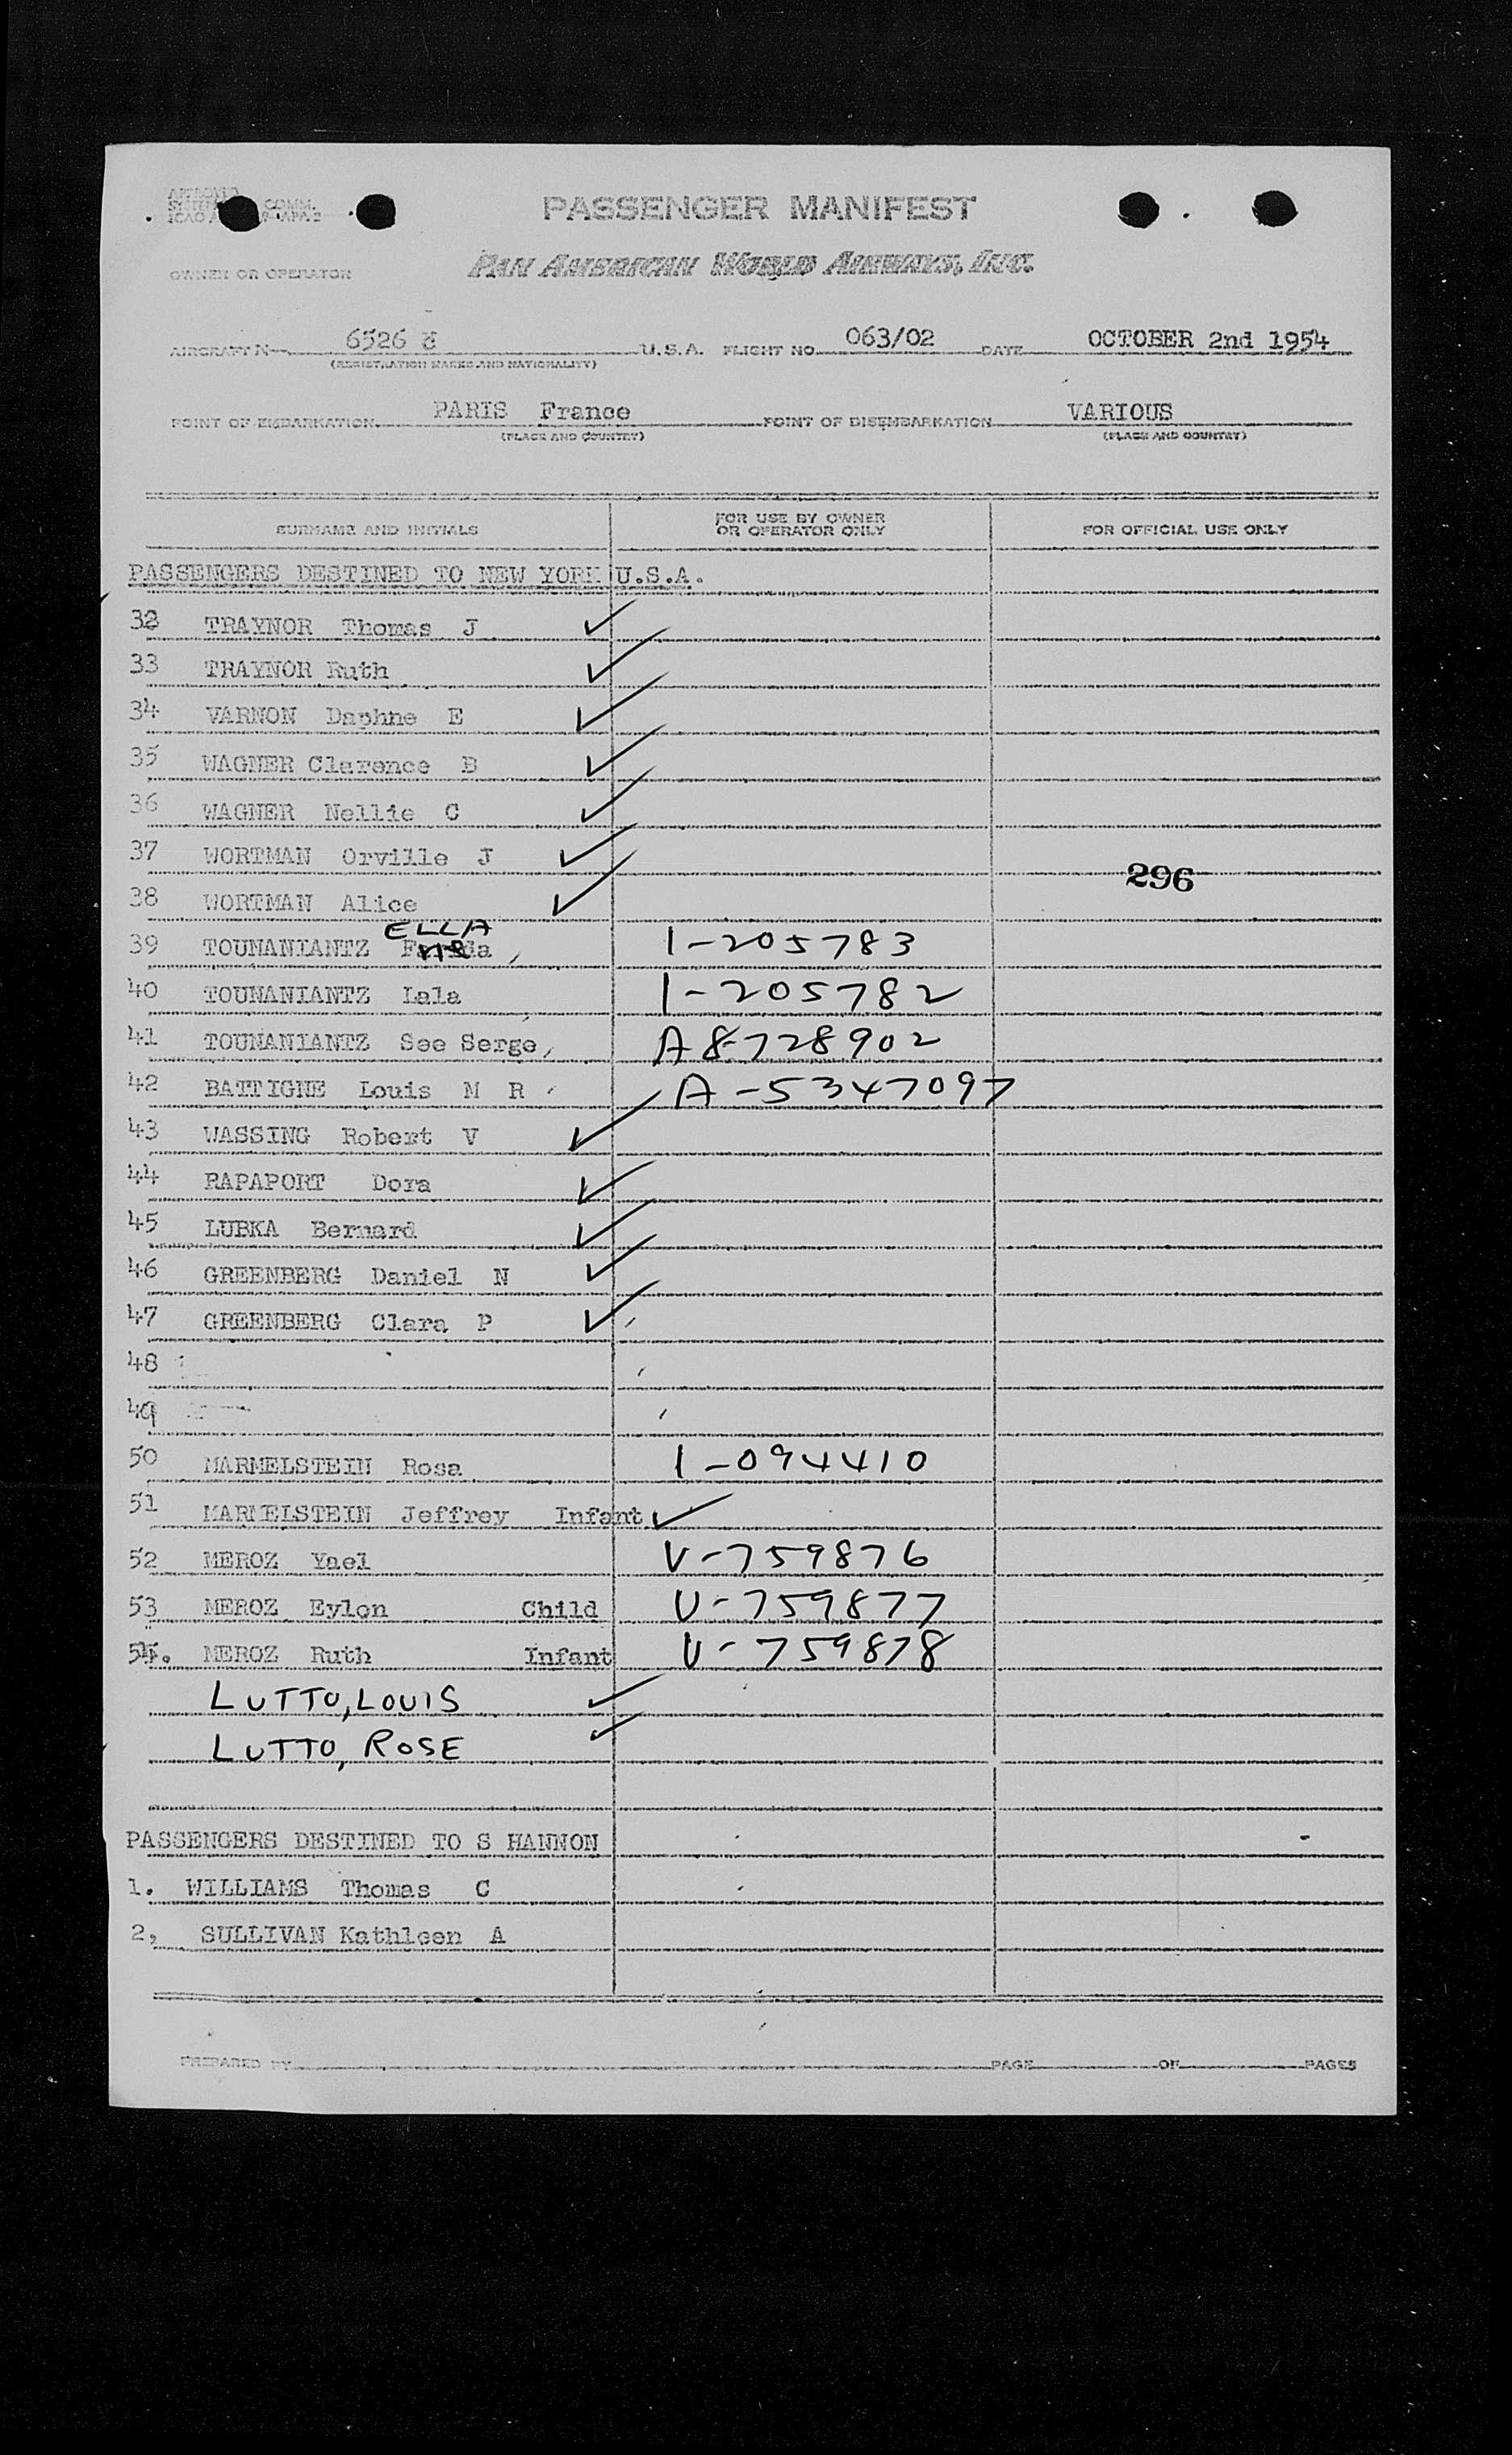 APPROVED
SYSTEM COMM.
ICAO A
PASSENGER MANIFEST
OWNER OR OPERATOR PAN AMERICAN WORLD AIRWAYS, INC.
AIRCRAFT N 6526 U.S.A. FLIGHT NO. 063/02 DATE OCTOBER 2nd 1954
(REGISTRATION MARKS AND NATIONALITY)
POINT OF EMBARKATION PARIS France POINT OF DISEMBARKATION VARIOUS
(PLACE AND COUNTRY) (PLACE AND COUNTRY)
SURNAME AND INITIALS FOR USE BY OWNER OR OPERATOR ONLY FOR OFFICIAL USE ONLY
PASSENGERS DESTINED TO NEW YORK U.S.A.
32 TRAYNOR Thomas J
33 TRAYNOR Ruth
34 VARNON Daphne E
35 WAGNER Clarence B
36 WAGNER Nellie C
37 WORTMAN Orville J
296
38 WORTMAN Alice
ELLA
39 TOUNANIANTZ 1-205783
40 TOUNANIANTZ Lala 1-205782
41 TOUNANIANTZ See Serge, A8-728902
42 BATTIGNE Louis M R A-5347097
43 WASSING Robert V
44 RAPAPORT Dora
45 LUBKA Bernard
46 GREENBERG Daniel N
47 GREENBERG Clara P
48
49
50 MARMELSTEIN Rosa 1-094410
51 MARMELSTEIN Jeffrey Infant
52 MEROZ Yael V-759876
53 MEROZ Eylon Child V-759877
54. MEROZ Ruth Infant V-759878
LUTTO, LOUIS
LUTTO, ROSE
PASSENGERS DESTINED TO S HANNON
1. WILLIAMS Thomas C
2, SULLIVAN Kathleen A
PREPARED BY PAGE OF PAGES